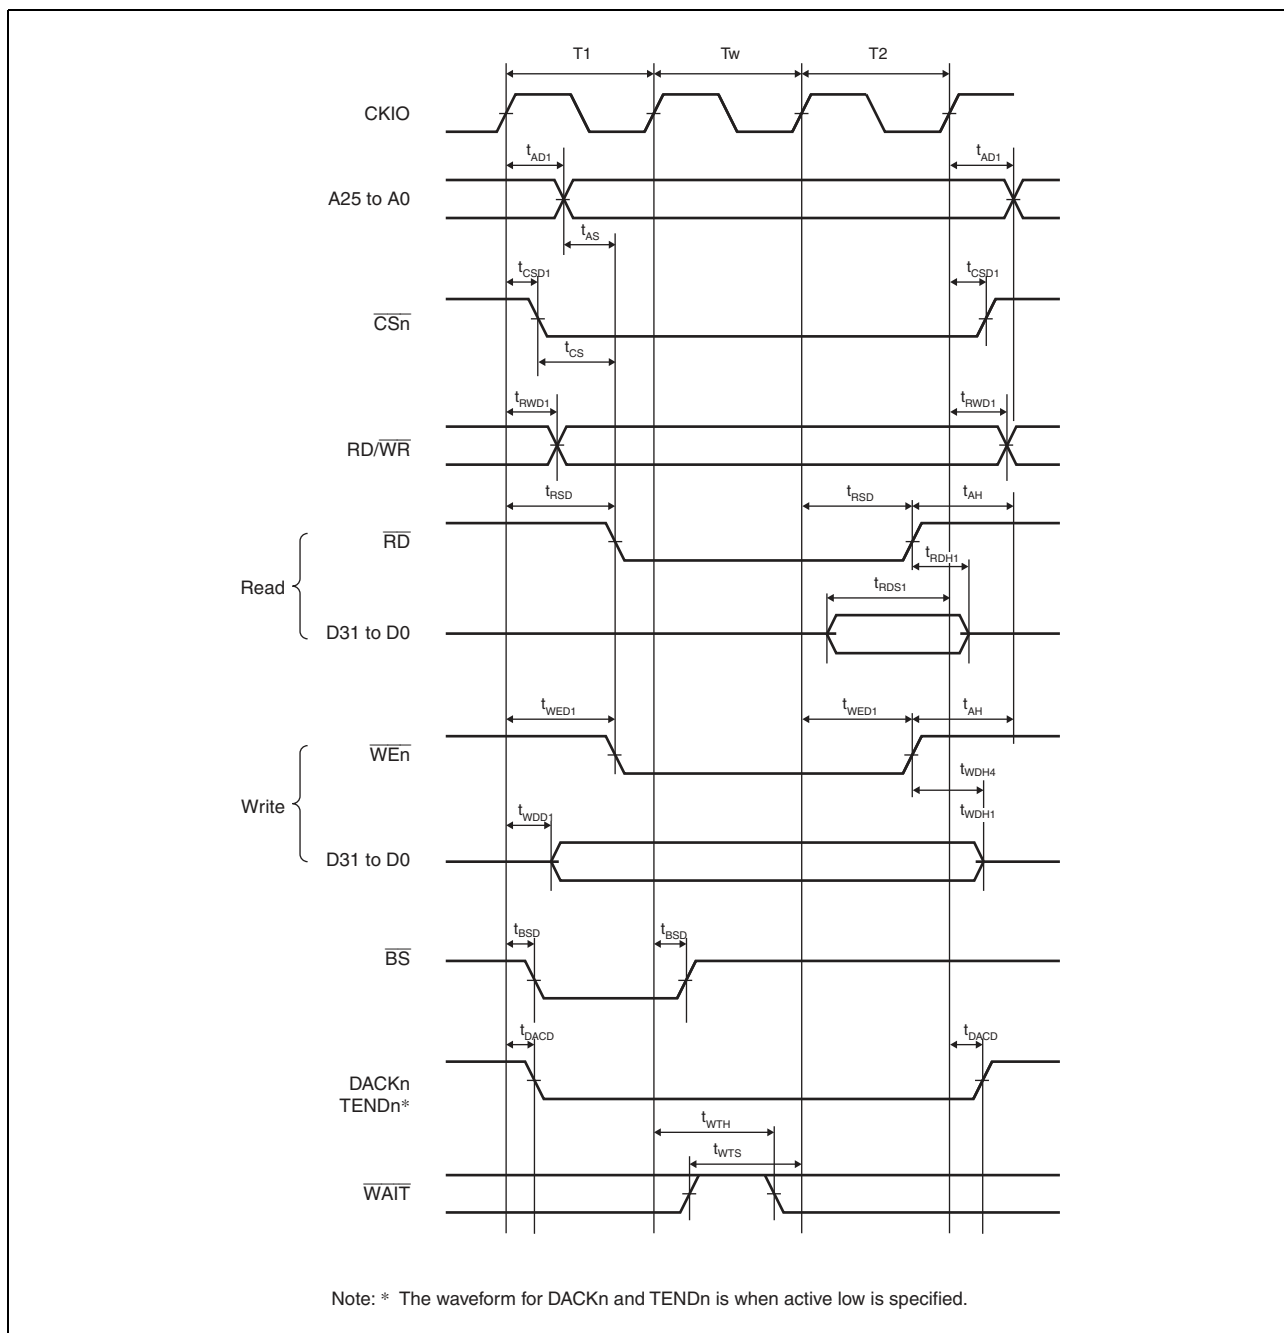 T1 Tw T2
CKIO
tAD1 tAD1
A25 to A0
tAS
tCSD1 tCSD1
CSn
tCS
tRWD1 tRWD1
RD/WR
tRSD tRSD tAH
RD
tRDH1
Read
tRDS1
D31 to D0
tWED1 tWED1 tAH
WEn
tWDH4
Write
tWDD1 tWDH1
D31 to D0
tBSD tBSD
BS
tDACD tDACD
DACKn
TENDn*
tWTH
tWTS
WAIT
Note: * The waveform for DACKn and TENDn is when active low is specified.